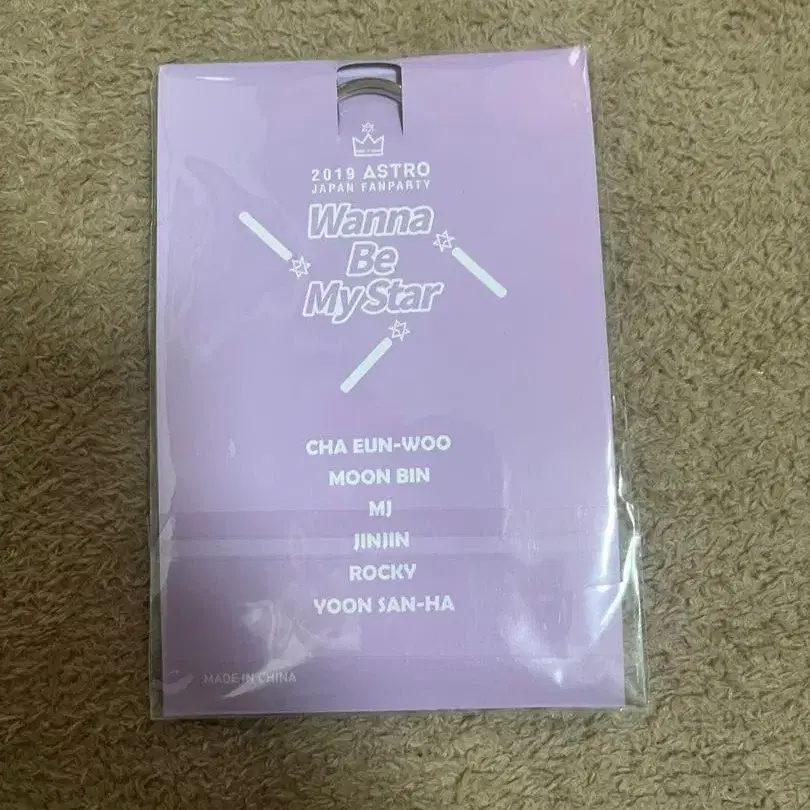 2019 ASTRO
JAPAN FANPARTY
Wanna
Be
My Star
CHA EUN-WOO
MOON BIN
MJ
JINJIN
ROCKY
YOON SAN-HA
MADE IN CHINA